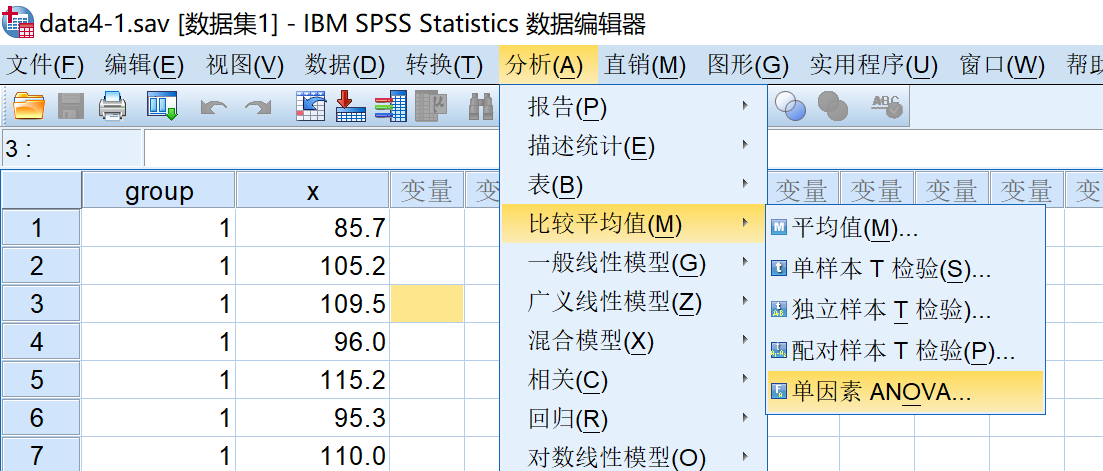 data4-1.sav [数据集1] - IBM SPSS Statistics 数据编辑器
文件(F) 编辑(E) 视图(V) 数据(D) 转换(T) 分析(A) 直销(M) 图形(G) 实用程序(U) 窗口(W) 帮助
ABC
3 :
报告(P)
描述统计(E)
表(B)
比较平均值(M)
一般线性模型(G)
广义线性模型(Z)
混合模型(X)
相关(C)
回归(R)
对数线性模型(O)
平均值(M)...
单样本 T 检验(S)...
独立样本 T 检验)...
配对样本 T 检验(P)...
单因素 ANOVA...
group x 变量 变 变量 变量 变量 变量 变
1 1 85.7
2 1 105.2
3 1 109.5
4 1 96.0
5 1 115.2
6 1 95.3
7 1 110.0